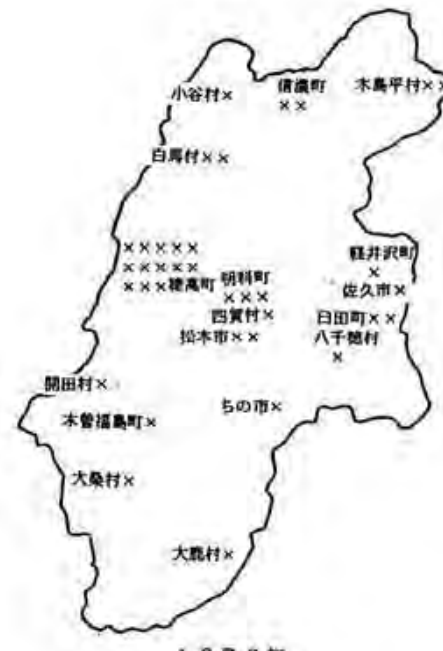 小谷村×
信濃町
××
木島平村××
白馬村××
×××××
×××××
×××穂高町
明科町
×××
四賀村×
松本市××
軽井沢町
×
佐久市×
臼田町××
八千穂村
×
開田村×
木曽福島町×
ちの市×
大桑村×
大鹿村×